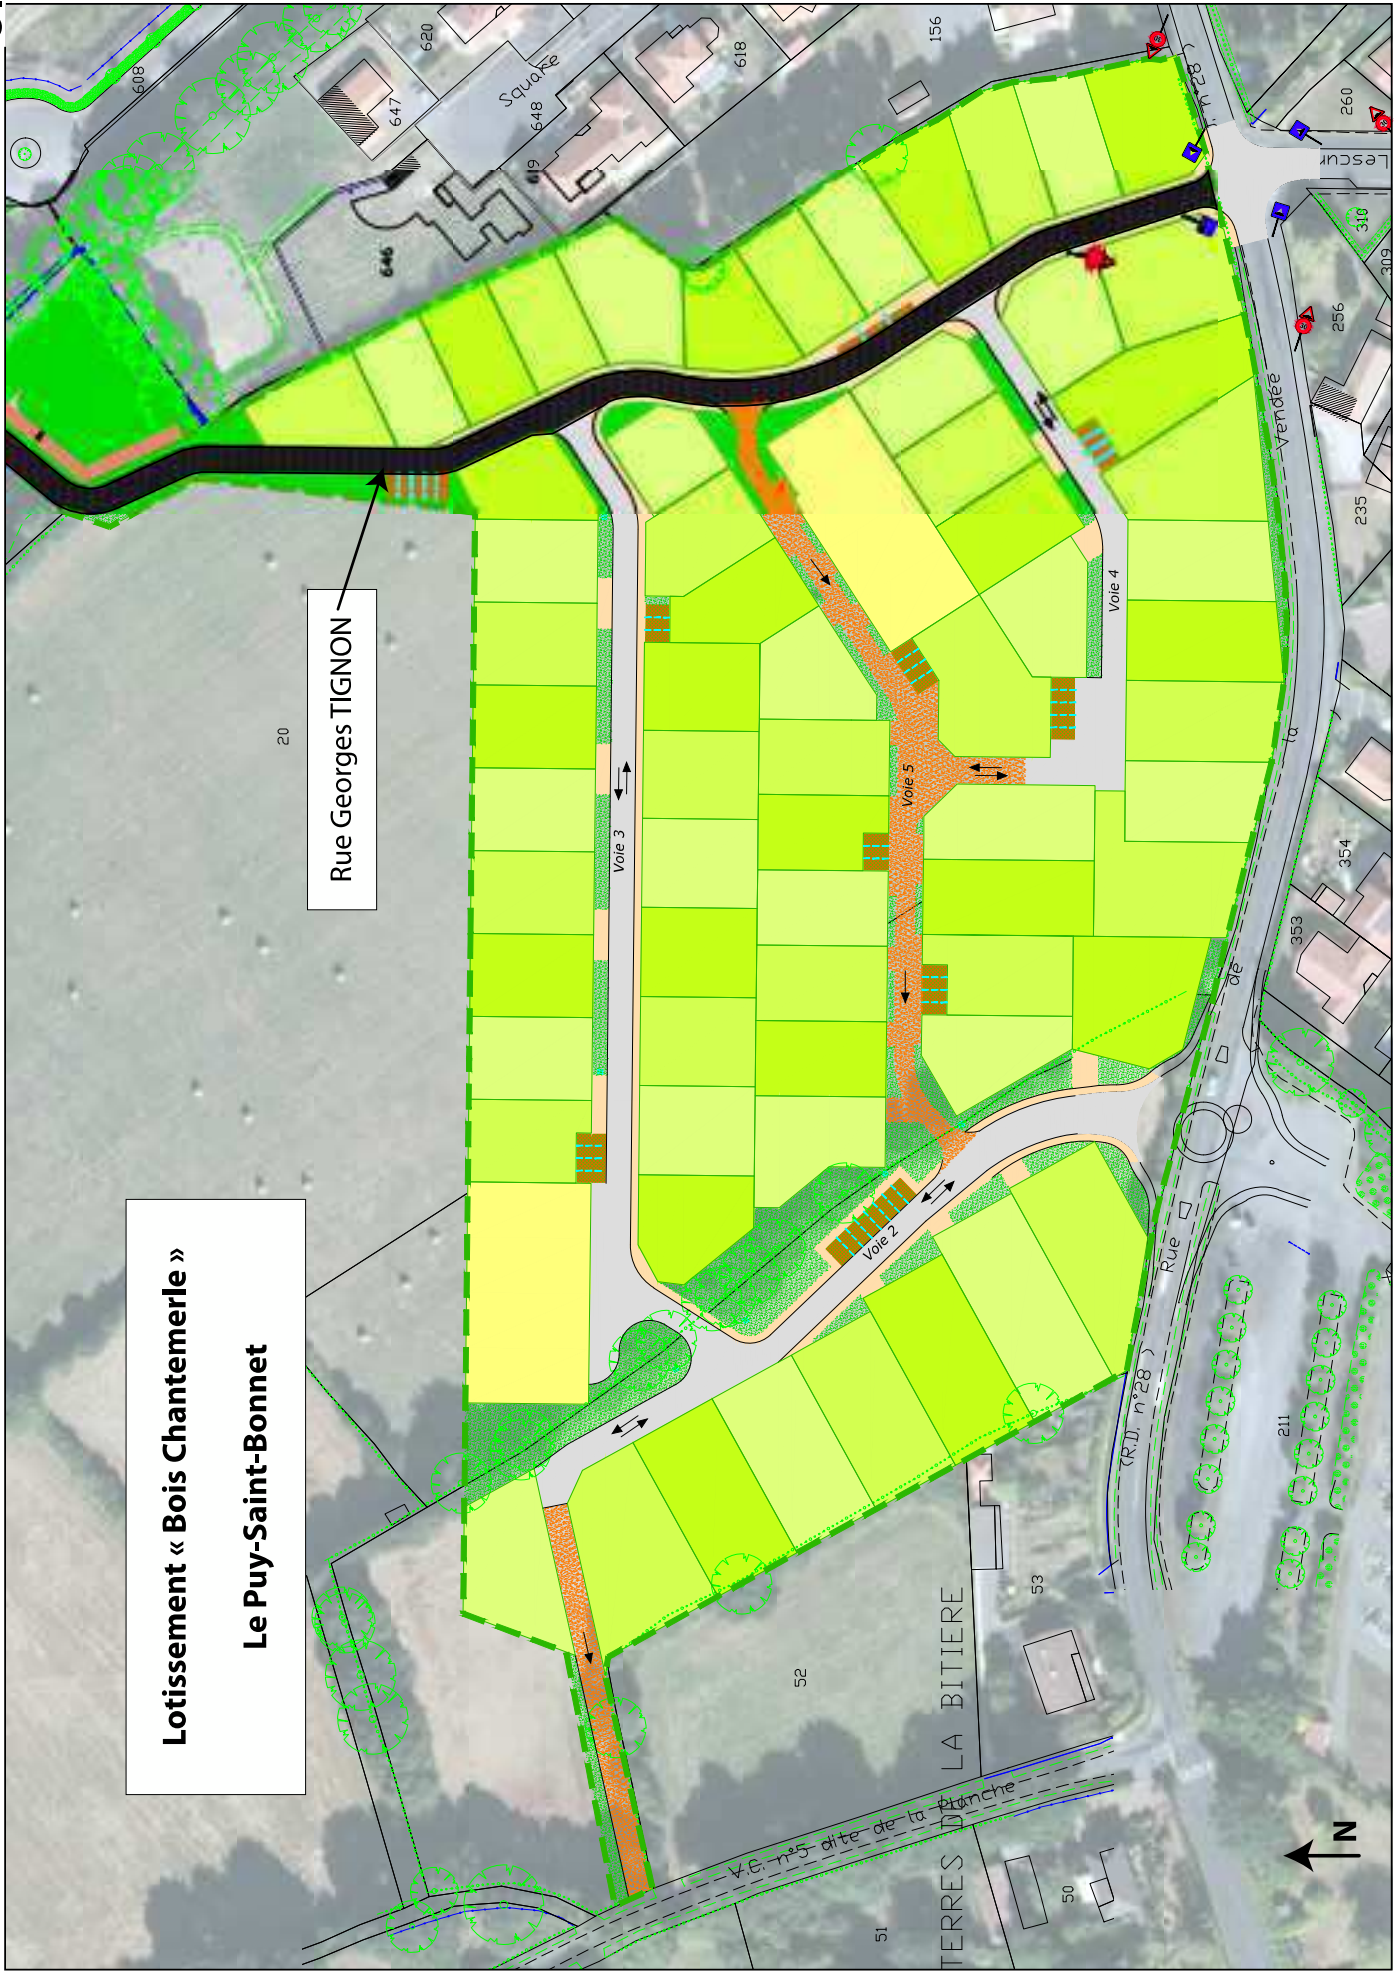 Lotissement « Bois Chantemerle »
Le Puy-Saint-Bonnet
Rue Georges TIGNON
Voie 3
Voie 5
Voie 4
Voie 2
Square
Rue
de
la
Vendée
(R.D. n°28 )
n°28 )
Lescur
V.C. n°5 dite de la Planche
LA BITIERE
TERRES
N
608
620
647
648
618
619
646
156
260
310
309
256
235
354
353
211
20
53
52
51
50